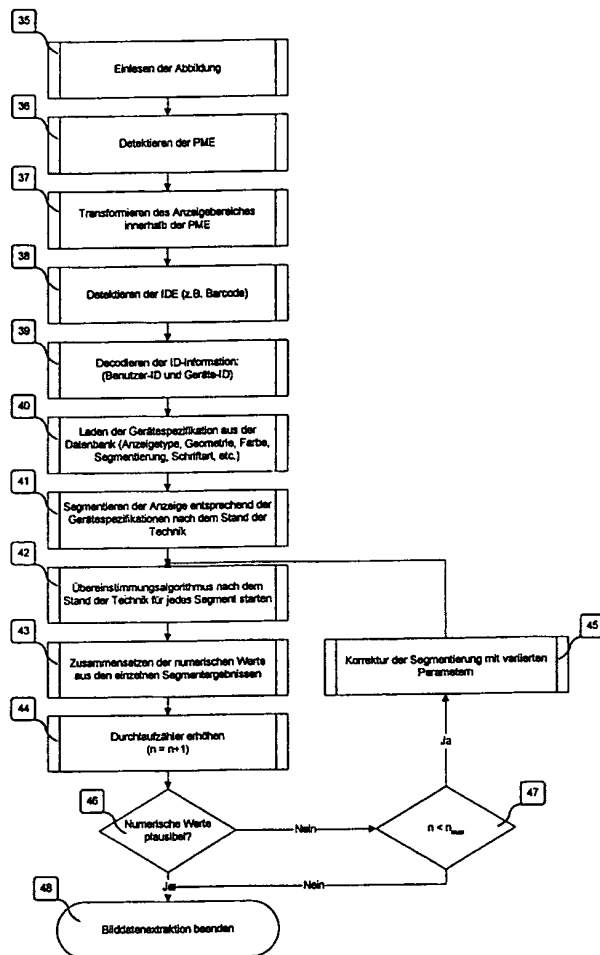 35
Einlesen der Abbildung
36
Detektieren der PME
37
Transformieren des Anzeigebereiches
innerhalb der PME
38
Detektieren der IDE (z.B. Barcode)
39
Decodieren der ID-Information:
(Benutzer-ID und Geräte-ID)
40
Laden der Gerätespezifikation aus der
Datenbank (Anzeigetype, Geometrie, Farbe,
Segmentierung, Schriftart, etc.)
41
Segmentieren der Anzeige entsprechend der
Gerätespezifikationen nach dem Stand der
Technik
42
Übereinstimmungsalgorithmus nach dem
Stand der Technik für jedes Segment starten
43
Zusammensetzen der numerischen Werte
aus den einzelnen Segmentergebnissen
45
Korrektur der Segmentierung mit variierten
Parametern
44
Durchlaufzähler erhöhen
(n = n+1)
Ja
46
Numerische Werte
plausibel?
Nein
47
n < nmax
Ja
Nein
48
Bilddatenextraktion beenden